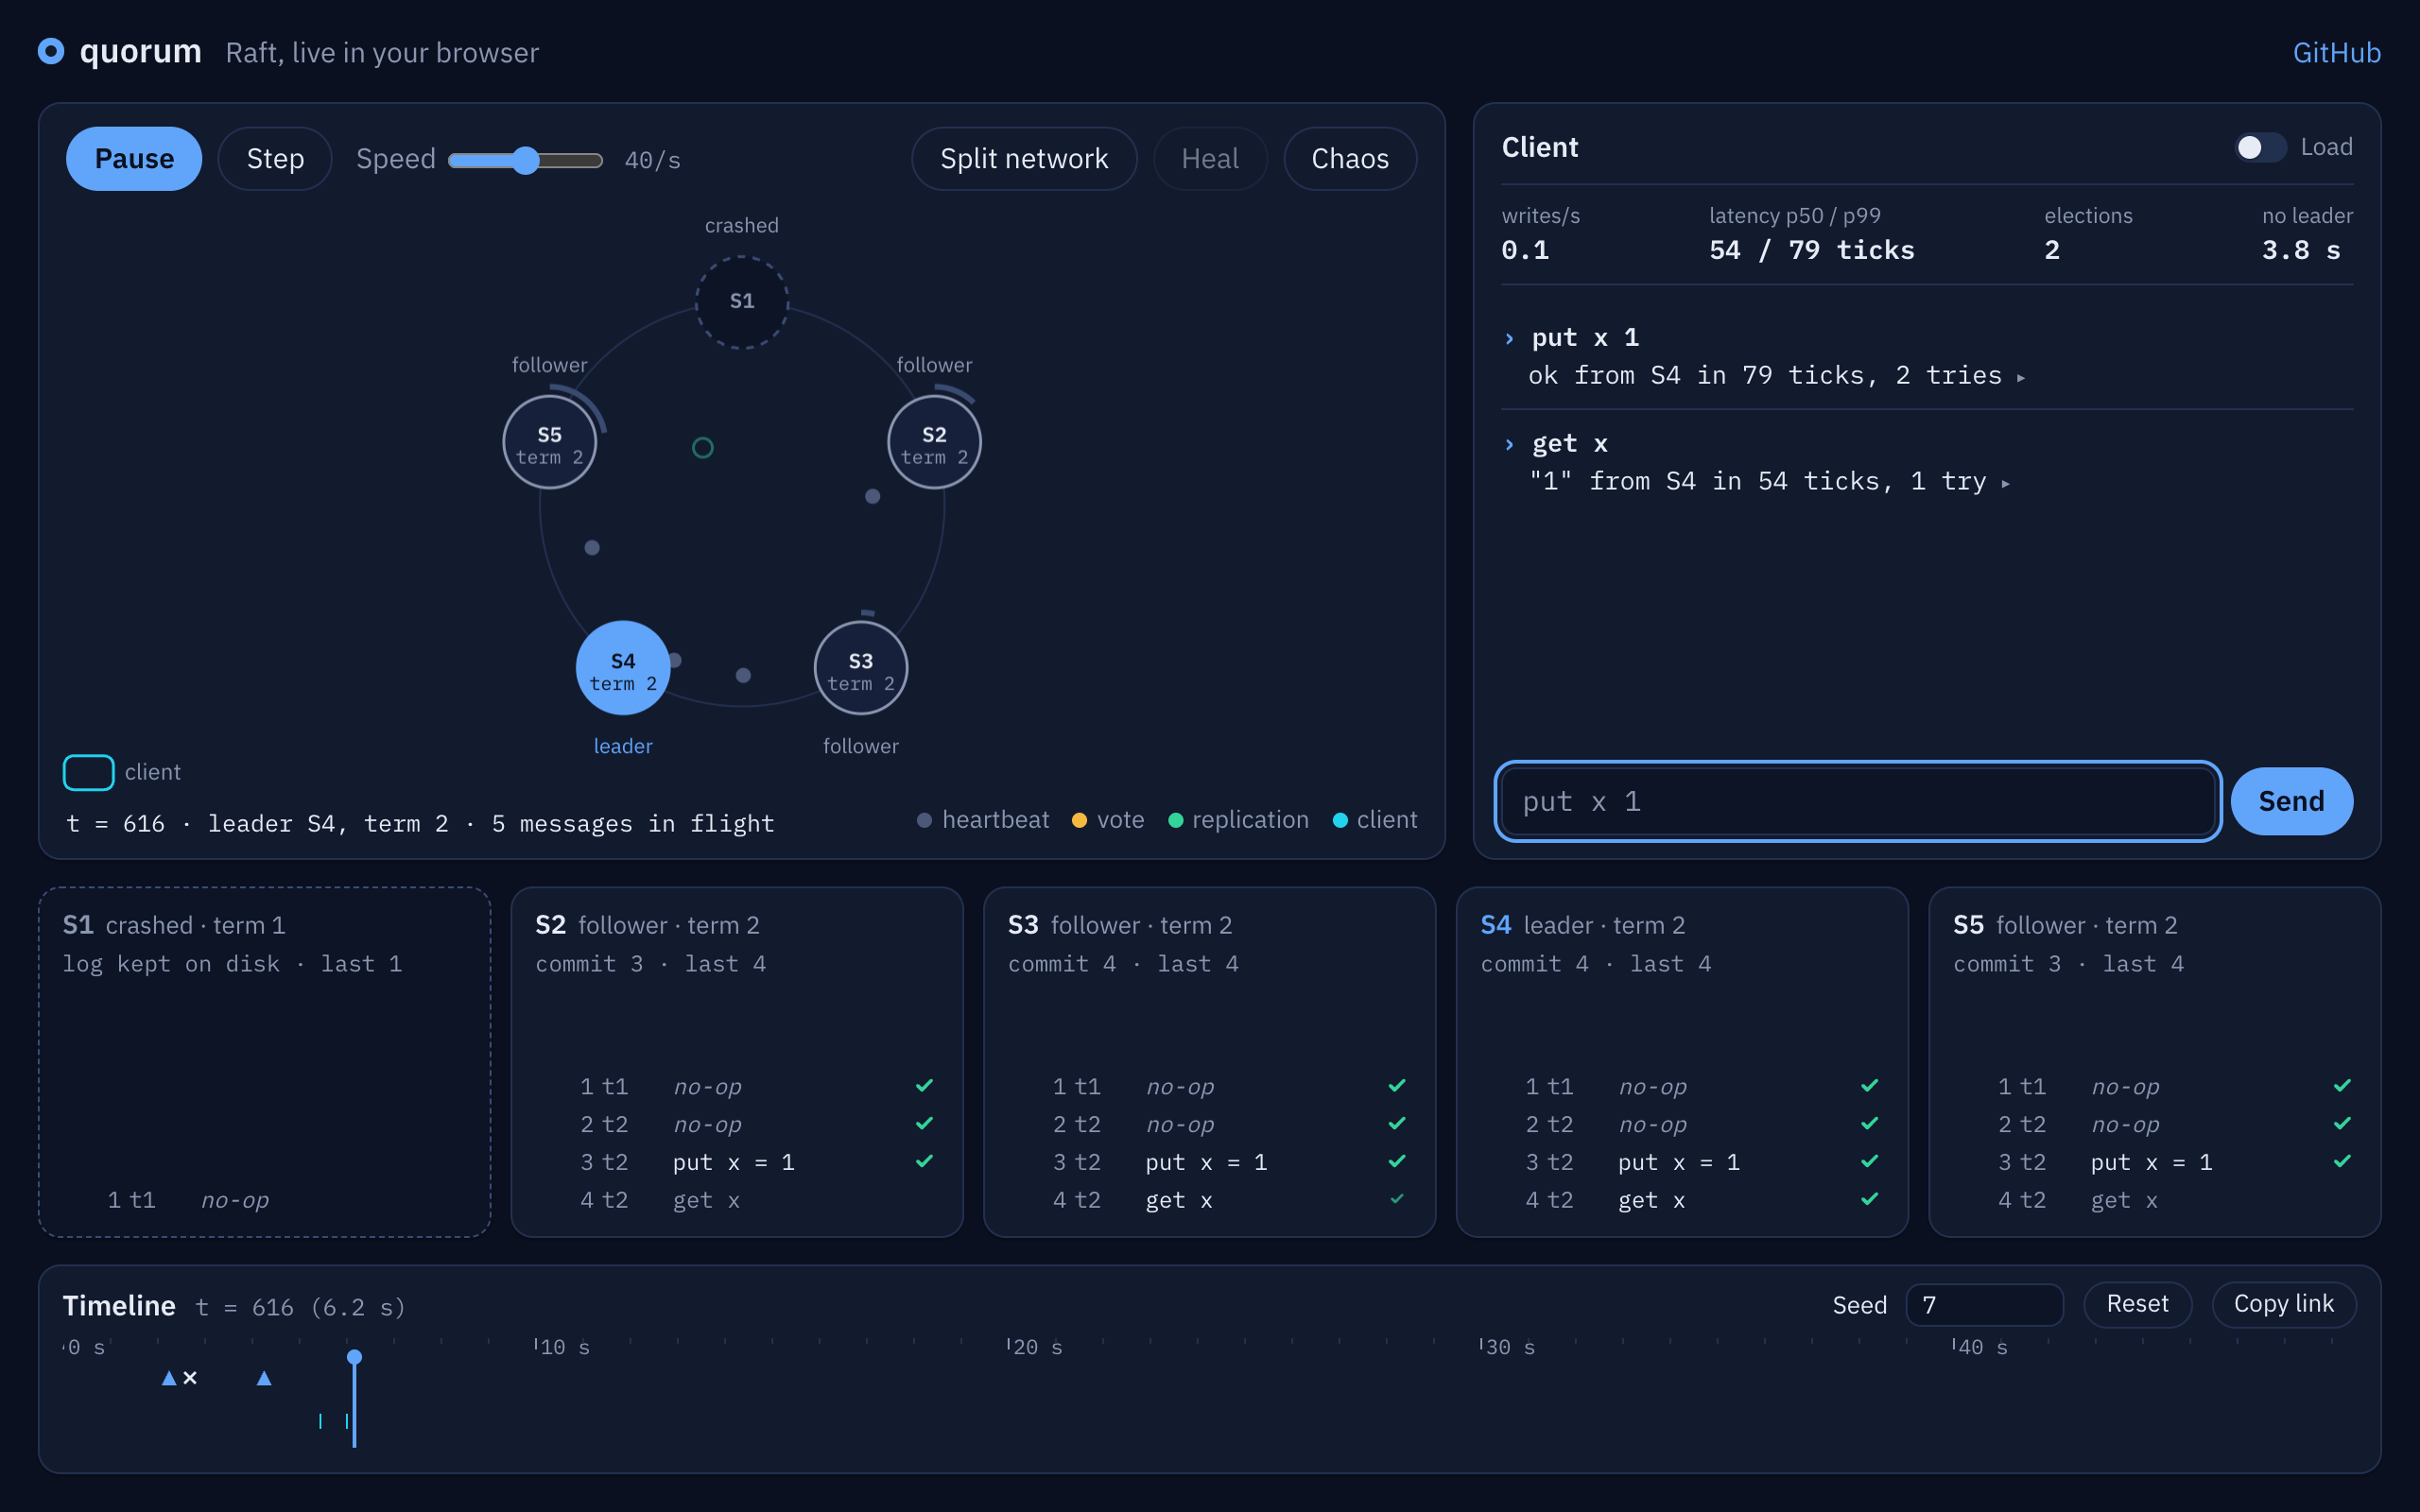 quorum Raft, live in your browser GitHub
Pause Step Speed 40/s Split network Heal Chaos
crashed
S1
follower follower
S5 term 2
S2 term 2
S4 term 2
S3 term 2
leader follower
client
t = 616 · leader S4, term 2 · 5 messages in flight
heartbeat vote replication client
Client Load
writes/s latency p50 / p99 elections no leader
0.1 54 / 79 ticks 2 3.8 s
› put x 1
ok from S4 in 79 ticks, 2 tries ▸
› get x
"1" from S4 in 54 ticks, 1 try ▸
put x 1 Send
S1 crashed · term 1
log kept on disk · last 1
1 t1 no-op
S2 follower · term 2
commit 3 · last 4
1 t1 no-op ✓
2 t2 no-op ✓
3 t2 put x = 1 ✓
4 t2 get x
S3 follower · term 2
commit 4 · last 4
1 t1 no-op ✓
2 t2 no-op ✓
3 t2 put x = 1 ✓
4 t2 get x ✓
S4 leader · term 2
commit 4 · last 4
1 t1 no-op ✓
2 t2 no-op ✓
3 t2 put x = 1 ✓
4 t2 get x ✓
S5 follower · term 2
commit 3 · last 4
1 t1 no-op ✓
2 t2 no-op ✓
3 t2 put x = 1 ✓
4 t2 get x
Timeline t = 616 (6.2 s) Seed 7 Reset Copy link
0 s 10 s 20 s 30 s 40 s